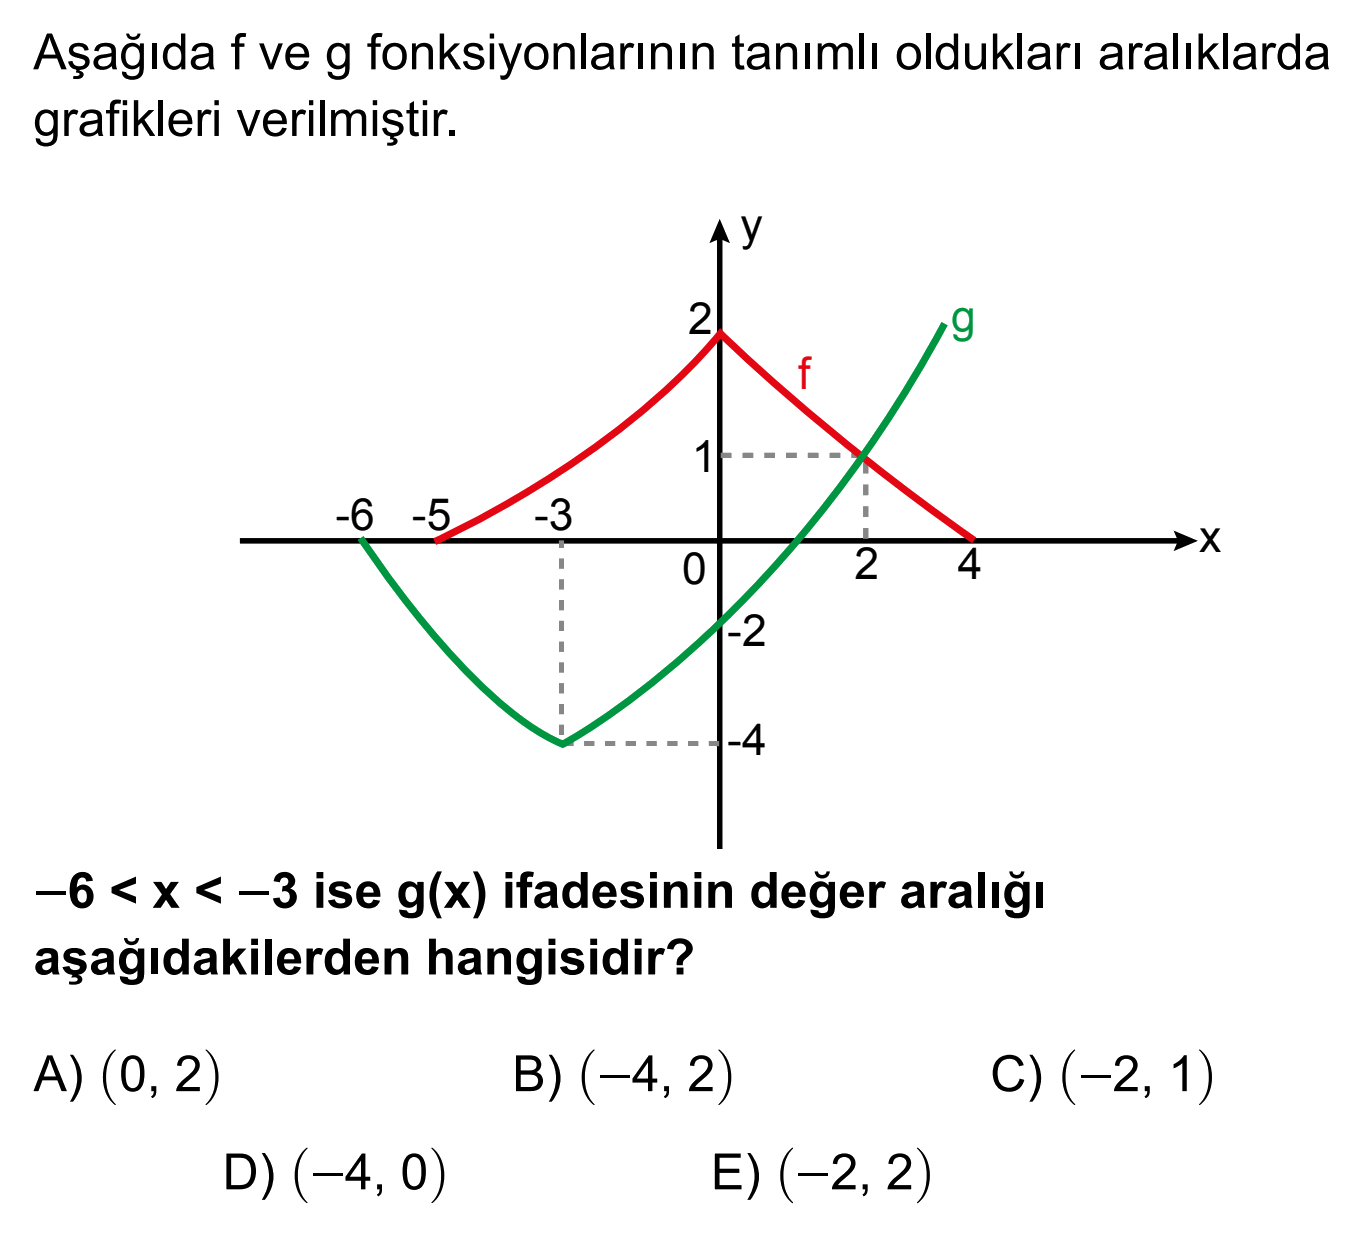 Aşağıda f ve g fonksiyonlarının tanımlı oldukları aralıklarda
grafikleri verilmiştir.
y
2
g
f
1
-6 -5 -3
x
0 2 4
-2
-4
–6 < x < –3 ise g(x) ifadesinin değer aralığı
aşağıdakilerden hangisidir?
A) (0, 2) B) (–4, 2) C) (–2, 1)
D) (–4, 0) E) (–2, 2)